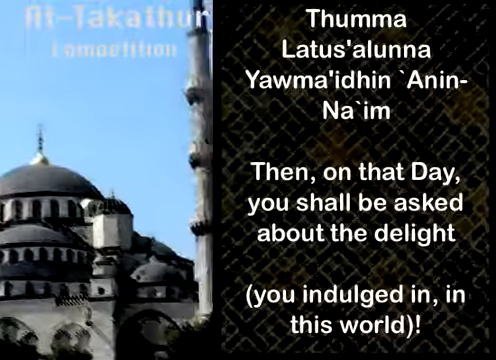 At-Takathur
Competition
Thumma
Latus'alunna
Yawma'idhin `Anin-
Na`im
Then, on that Day,
you shall be asked
about the delight
(you indulged in, in
this world)!